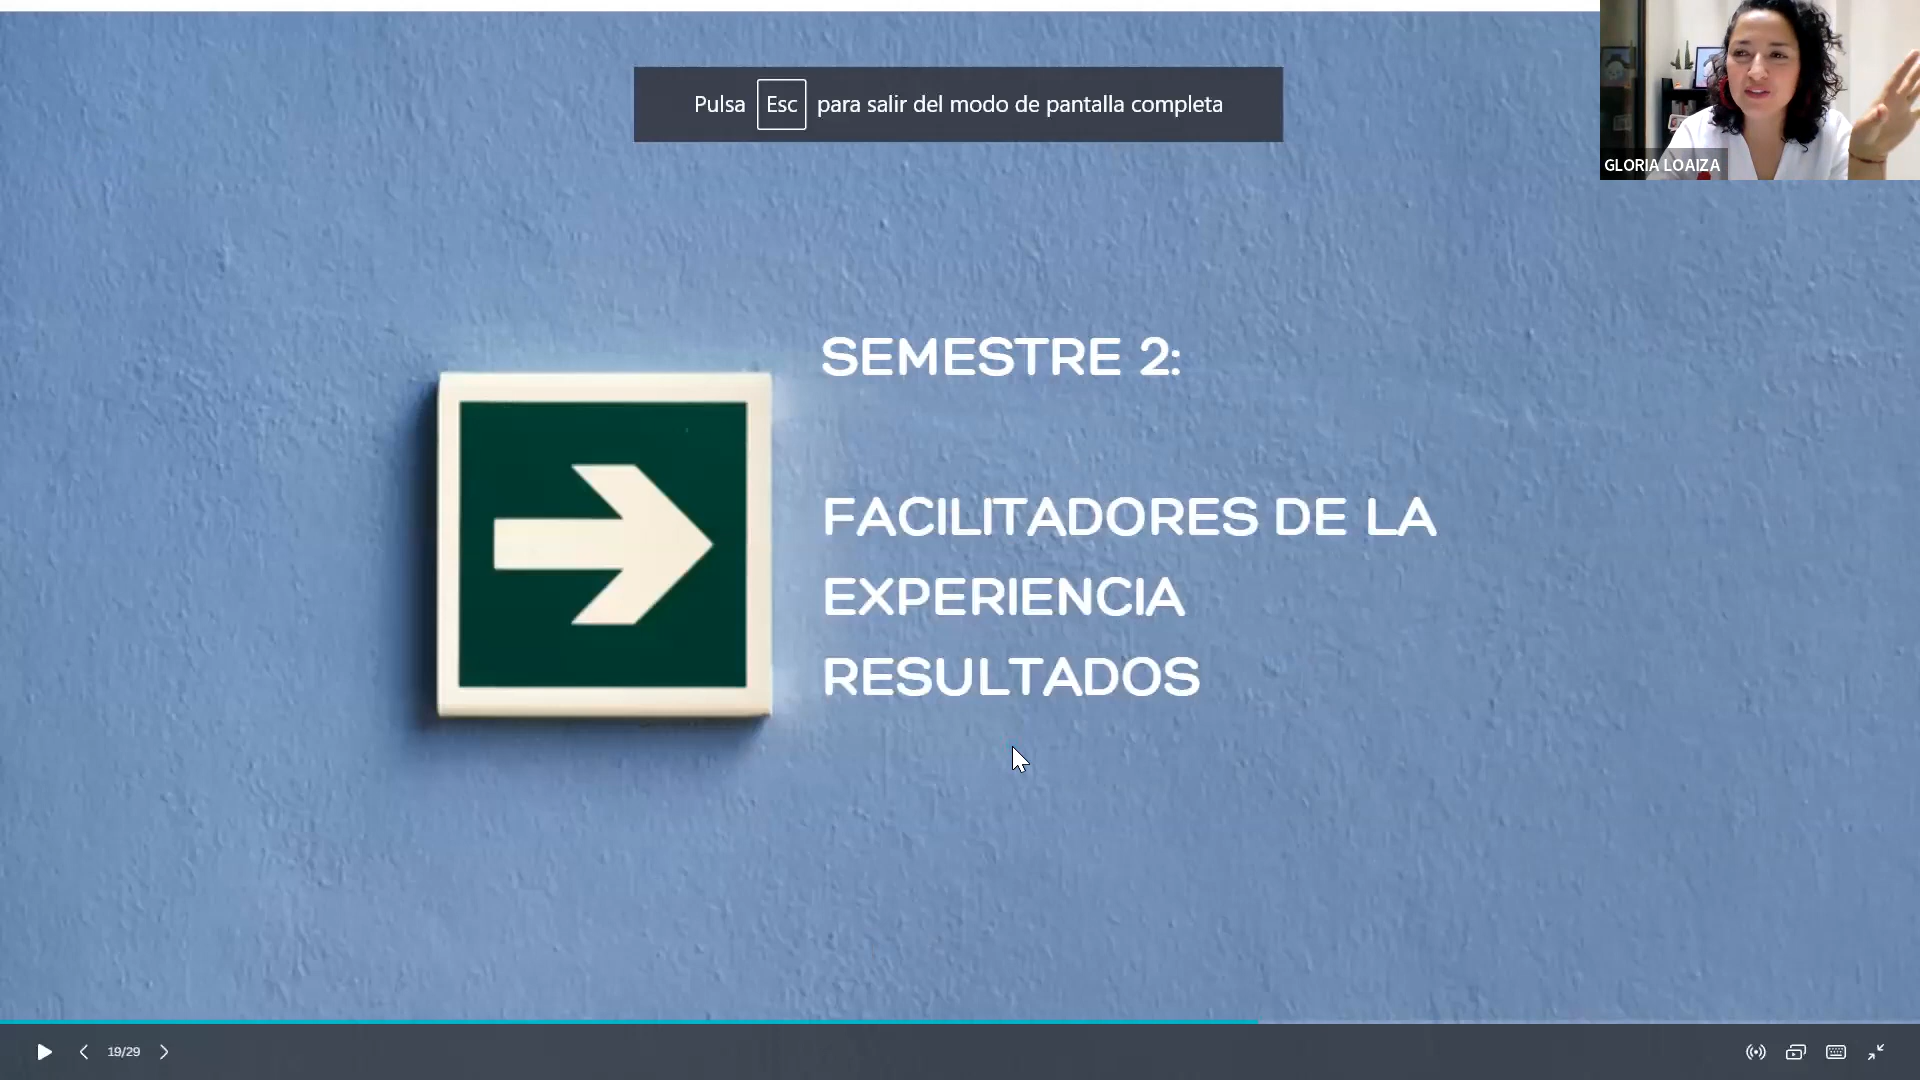 Pulsa Esc para salir del modo de pantalla completa
GLORIA LOAIZA
SEMESTRE 2:
FACILITADORES DE LA
EXPERIENCIA
RESULTADOS
19/29